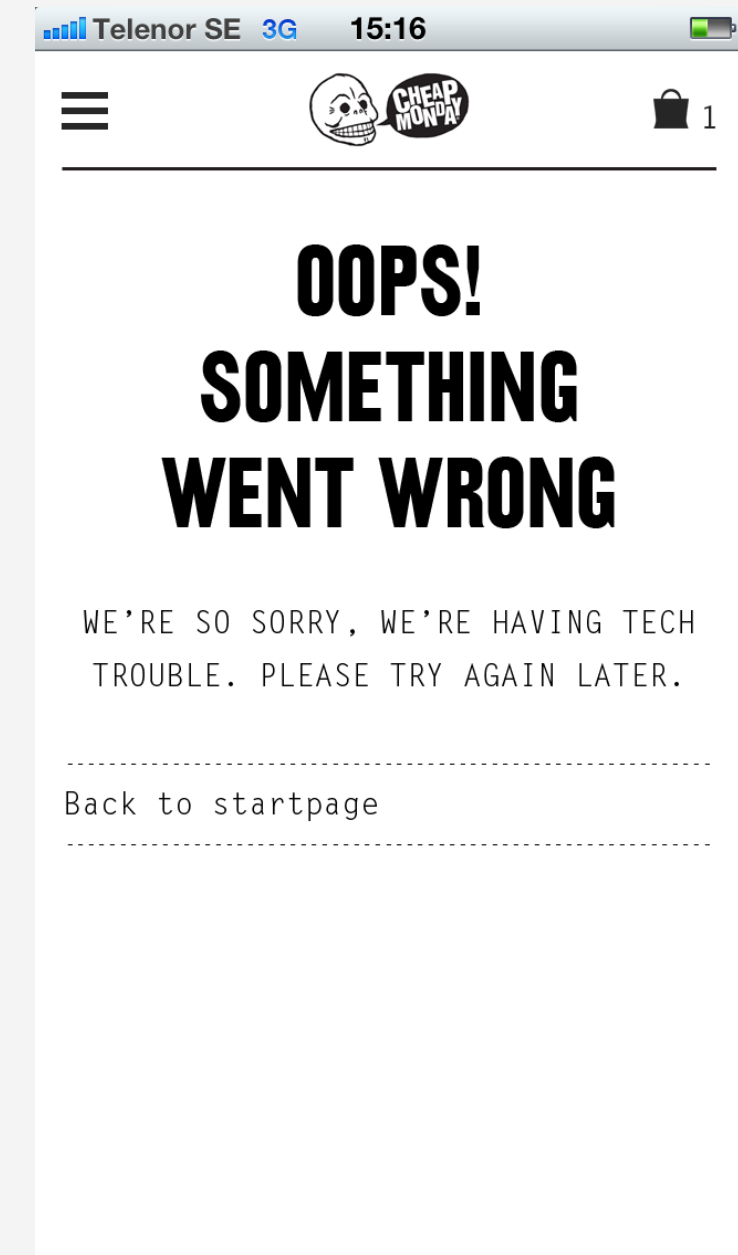 Telenor SE 3G 15:16
CHEAP
MONDAY
1
OOPS!
SOMETHING
WENT WRONG
WE’RE SO SORRY, WE’RE HAVING TECH
TROUBLE. PLEASE TRY AGAIN LATER.
Back to startpage